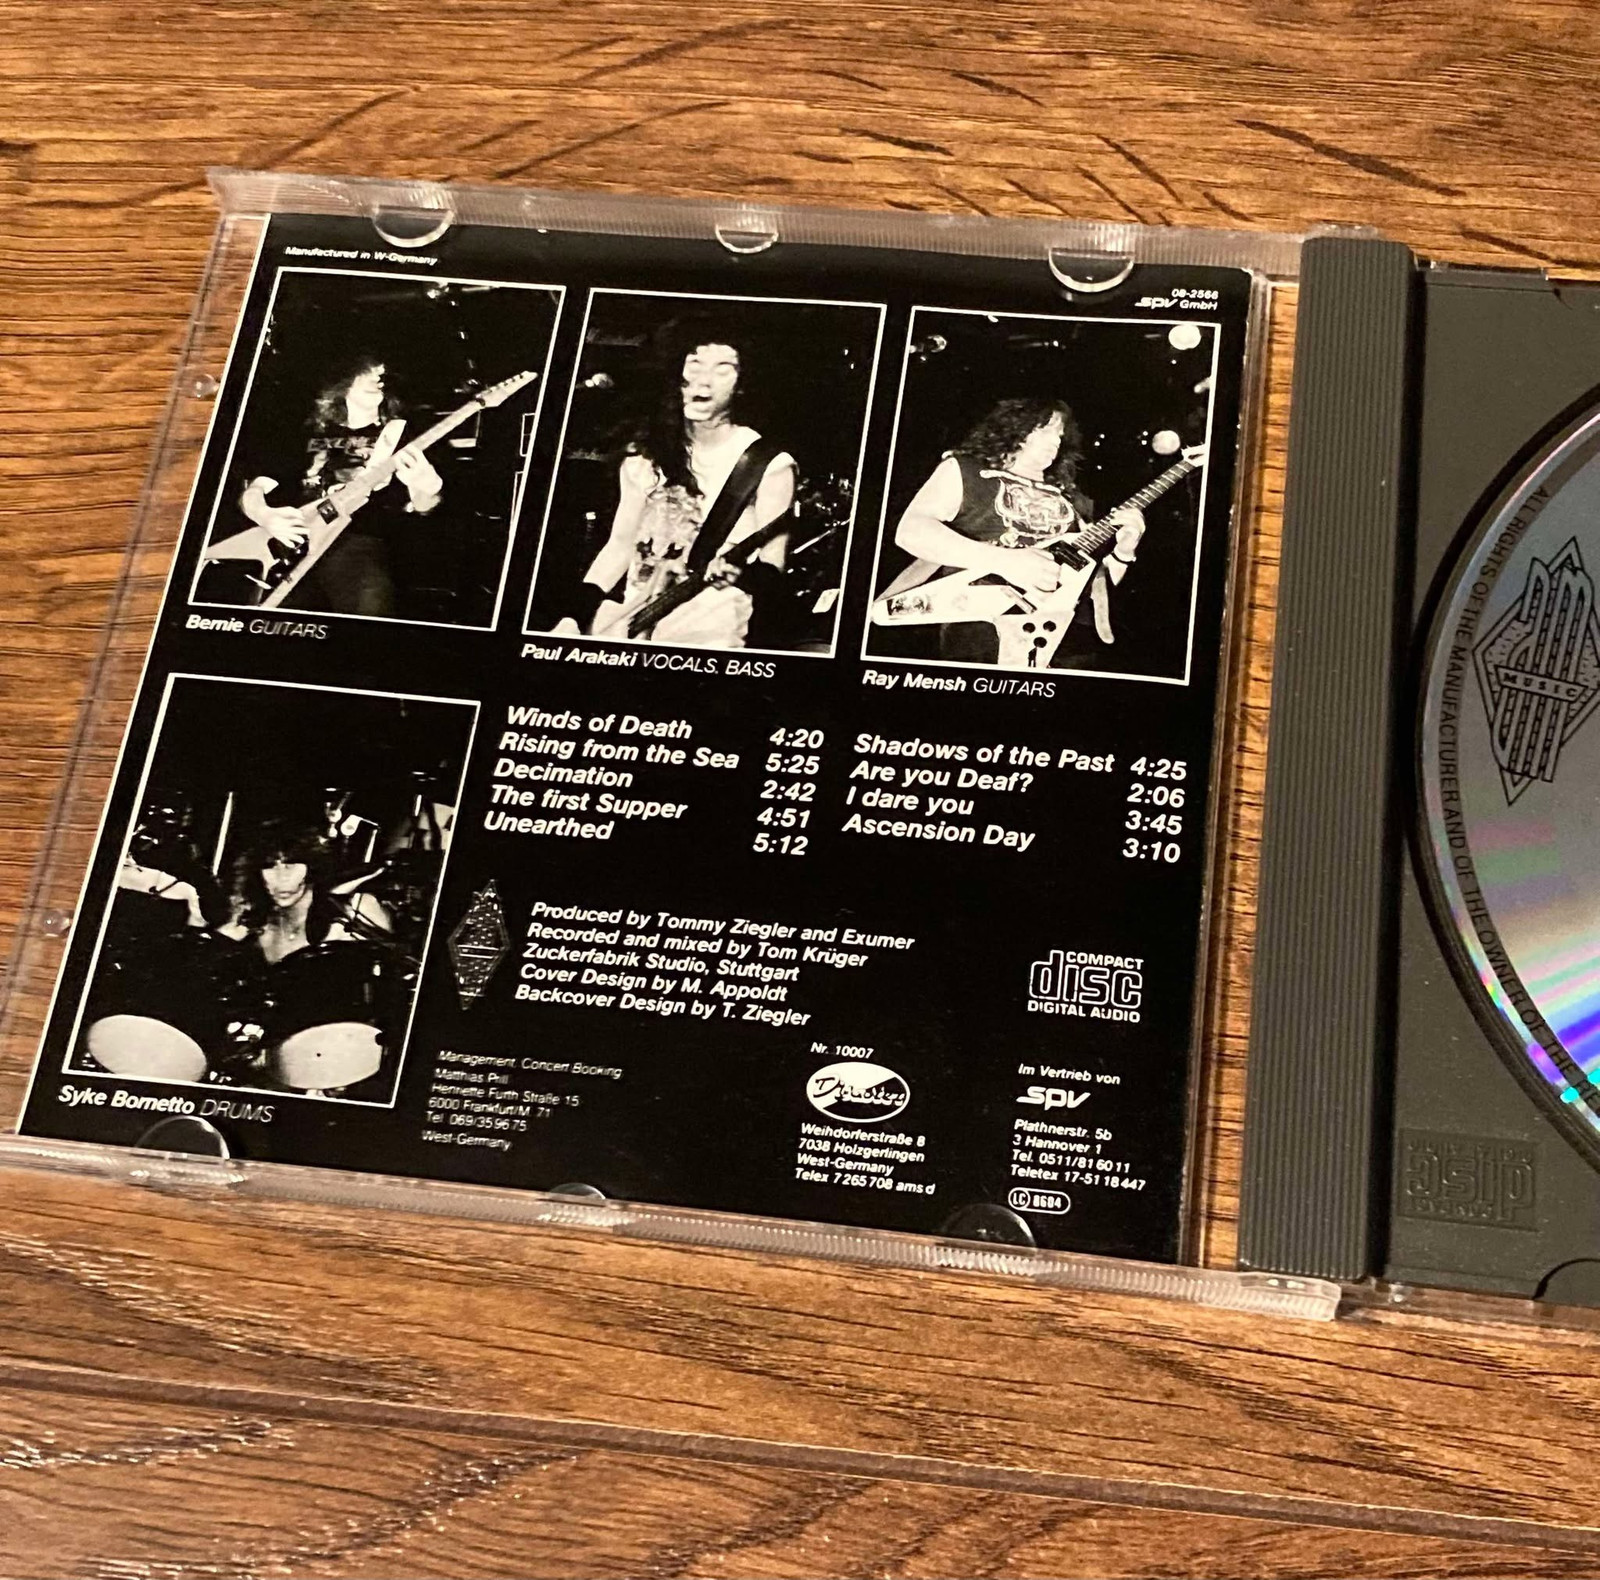 Manufactured in W-Germany
08-2566
SPV GmbH
EXUMER
Bernie GUITARS
Paul Arakaki VOCALS, BASS
Ray Mensh GUITARS
Winds of Death 4:20
Rising from the Sea 5:25
Decimation 2:42
The first Supper 4:51
Unearthed 5:12
Shadows of the Past 4:25
Are you Deaf? 2:06
I dare you 3:45
Ascension Day 3:10
Produced by Tommy Ziegler and Exumer
Recorded and mixed by Tom Krüger
Zuckerfabrik Studio, Stuttgart
Cover Design by M. Appoldt
Backcover Design by T. Ziegler
COMPACT
disc
DIGITAL AUDIO
Syke Bornetto DRUMS
Management, Concert Booking
Matthias Prill
Henriette Furth Straße 15
6000 Frankfurt/M. 71
Tel. 069/35 96 75
West-Germany
Nr. 10007
Disaster
Weihdorferstraße 8
7038 Holzgerlingen
West-Germany
Telex 7 265 708 ams d
Im Vertrieb von
SPV
Plathnerstr. 5b
3 Hannover 1
Tel. 0511/81 60 11
Teletex 17-51 18 447
LC 8604
ALL RIGHTS OF THE MANUFACTURER AND OF THE OWNER OF THE
MUSIC